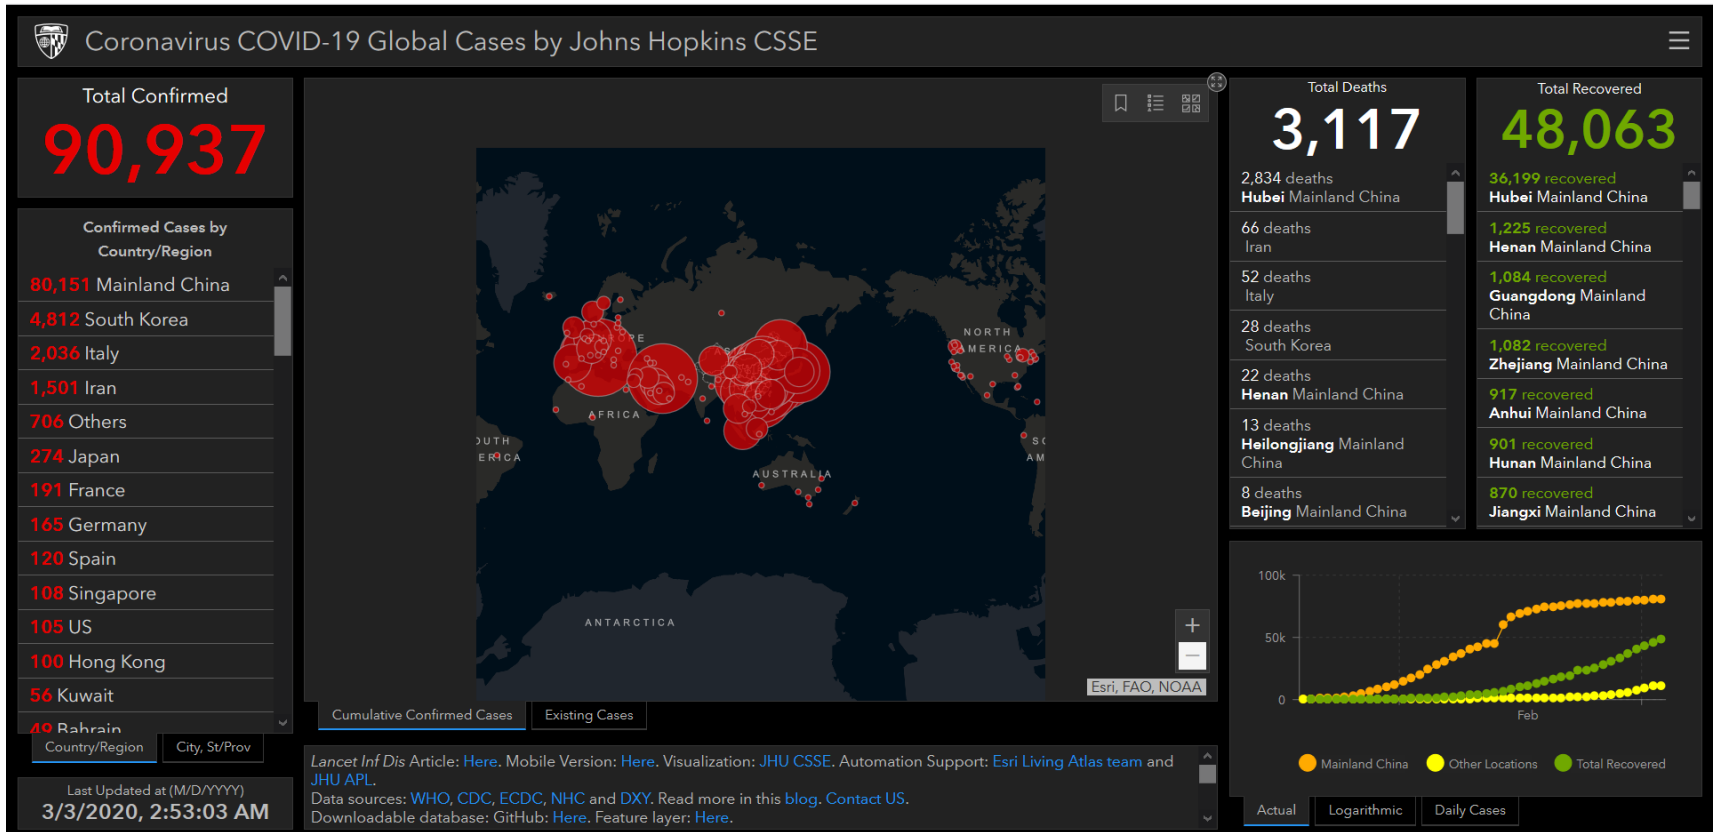 Coronavirus COVID-19 Global Cases by Johns Hopkins CSSE
Total Confirmed
90,937
Confirmed Cases by
Country/Region
80,151 Mainland China
4,812 South Korea
2,036 Italy
1,501 Iran
706 Others
274 Japan
191 France
165 Germany
120 Spain
108 Singapore
105 US
100 Hong Kong
56 Kuwait
49 Bahrain
Country/Region
City, St/Prov
Last Updated at (M/D/YYYY)
3/3/2020, 2:53:03 AM
NORTH
AMERICA
AFRICA
OUTH
ERICA
SO
AM
AUSTRALIA
ANTARCTICA
Esri, FAO, NOAA
Cumulative Confirmed Cases
Existing Cases
Lancet Inf Dis Article: Here. Mobile Version: Here. Visualization: JHU CSSE. Automation Support: Esri Living Atlas team and
JHU APL.
Data sources: WHO, CDC, ECDC, NHC and DXY. Read more in this blog. Contact US.
Downloadable database: GitHub: Here. Feature layer: Here.
Total Deaths
3,117
2,834 deaths
Hubei Mainland China
66 deaths
Iran
52 deaths
Italy
28 deaths
South Korea
22 deaths
Henan Mainland China
13 deaths
Heilongjiang Mainland
China
8 deaths
Beijing Mainland China
Total Recovered
48,063
36,199 recovered
Hubei Mainland China
1,225 recovered
Henan Mainland China
1,084 recovered
Guangdong Mainland
China
1,082 recovered
Zhejiang Mainland China
917 recovered
Anhui Mainland China
901 recovered
Hunan Mainland China
870 recovered
Jiangxi Mainland China
100k
50k
0
Feb
Mainland China
Other Locations
Total Recovered
Actual
Logarithmic
Daily Cases